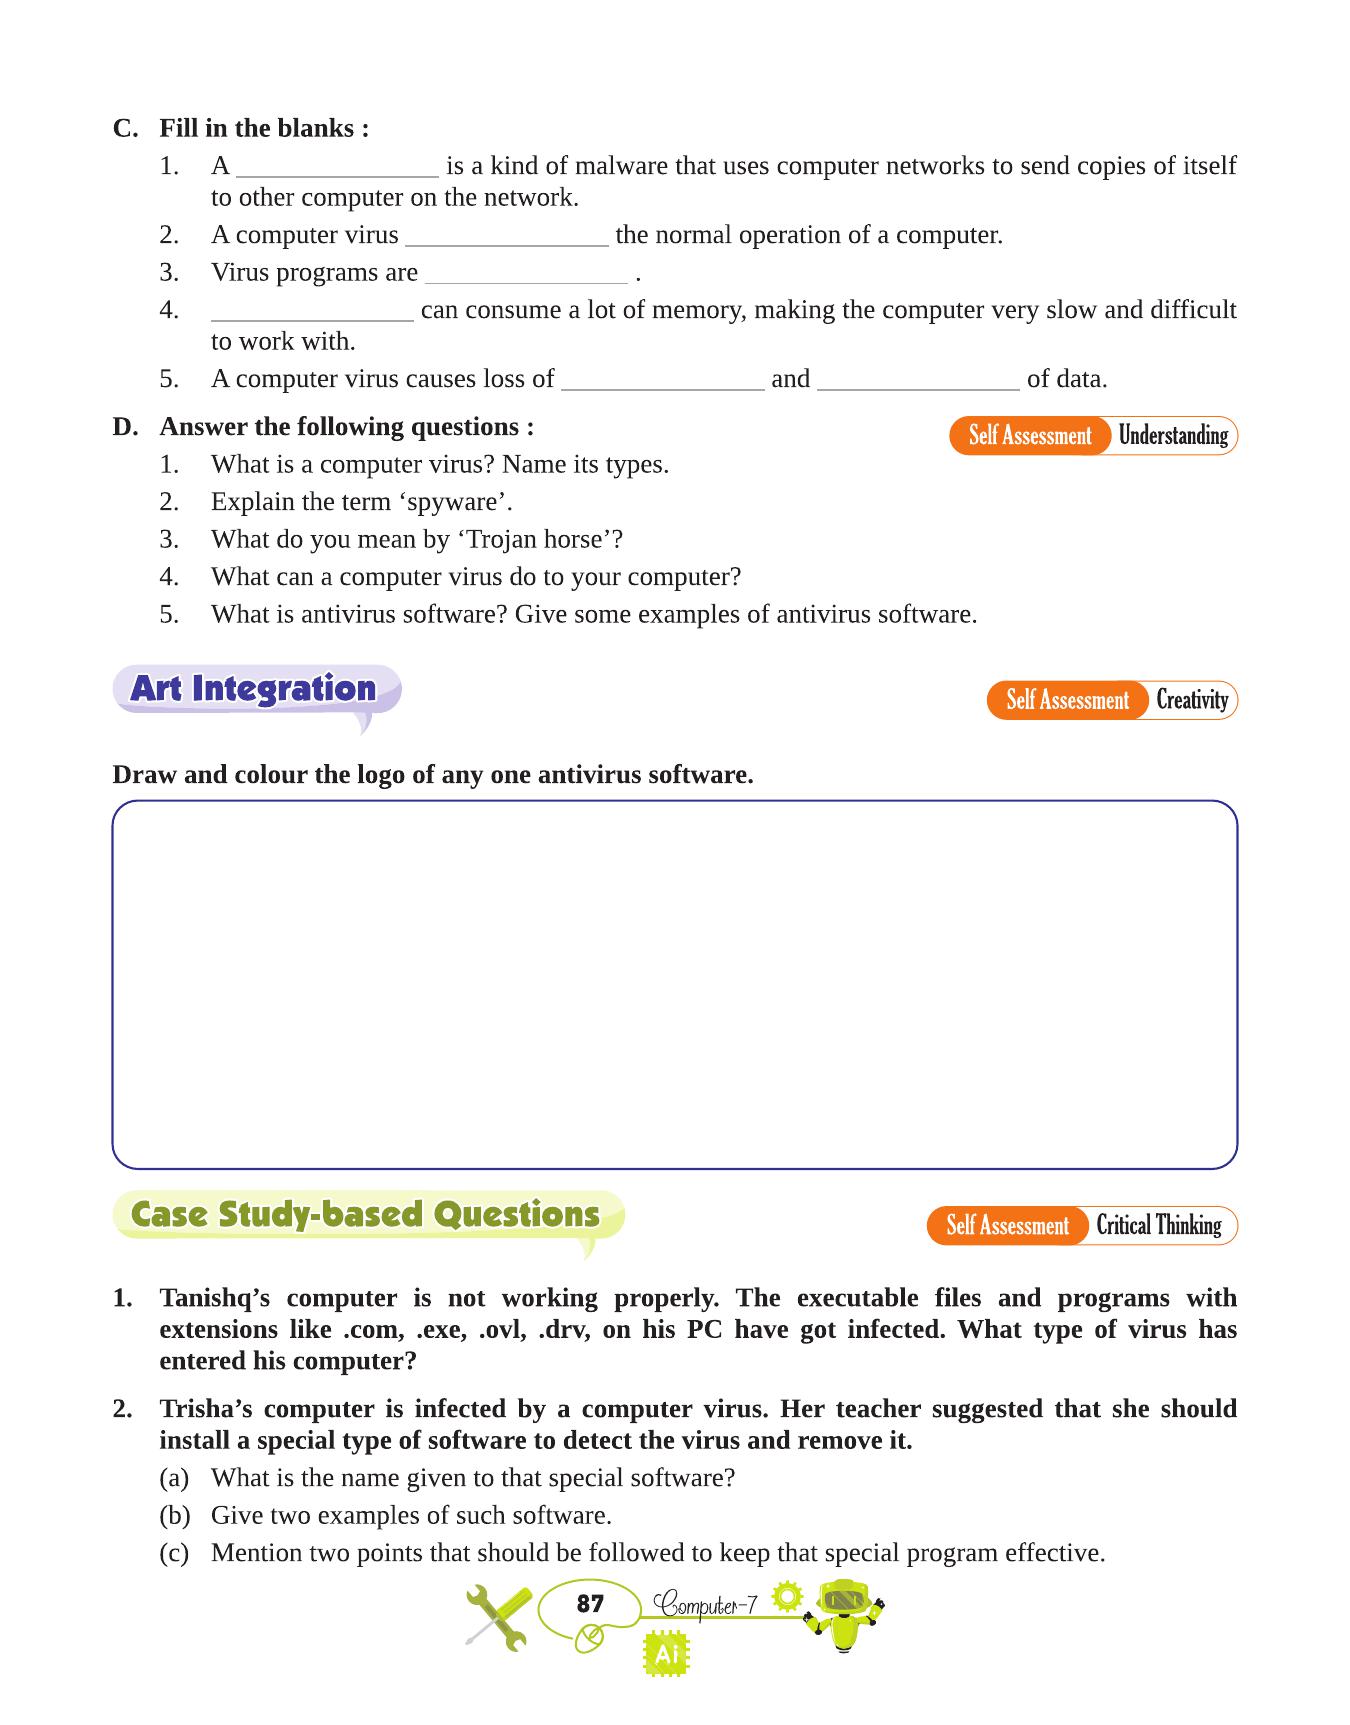 C. Fill in the blanks :
1. A _______________ is a kind of malware that uses computer networks to send copies of itself
to other computer on the network.
2. A computer virus _______________ the normal operation of a computer.
3. Virus programs are _______________ .
4. _______________ can consume a lot of memory, making the computer very slow and difficult
to work with.
5. A computer virus causes loss of _______________ and _______________ of data.
D. Answer the following questions :
Self Assessment Understanding
1. What is a computer virus? Name its types.
2. Explain the term ‘spyware’.
3. What do you mean by ‘Trojan horse’?
4. What can a computer virus do to your computer?
5. What is antivirus software? Give some examples of antivirus software.
Art Integration
Self Assessment Creativity
Draw and colour the logo of any one antivirus software.
Case Study-based Questions
Self Assessment Critical Thinking
1. Tanishq’s computer is not working properly. The executable files and programs with
extensions like .com, .exe, .ovl, .drv, on his PC have got infected. What type of virus has
entered his computer?
2. Trisha’s computer is infected by a computer virus. Her teacher suggested that she should
install a special type of software to detect the virus and remove it.
(a) What is the name given to that special software?
(b) Give two examples of such software.
(c) Mention two points that should be followed to keep that special program effective.
87 Computer-7
Ai